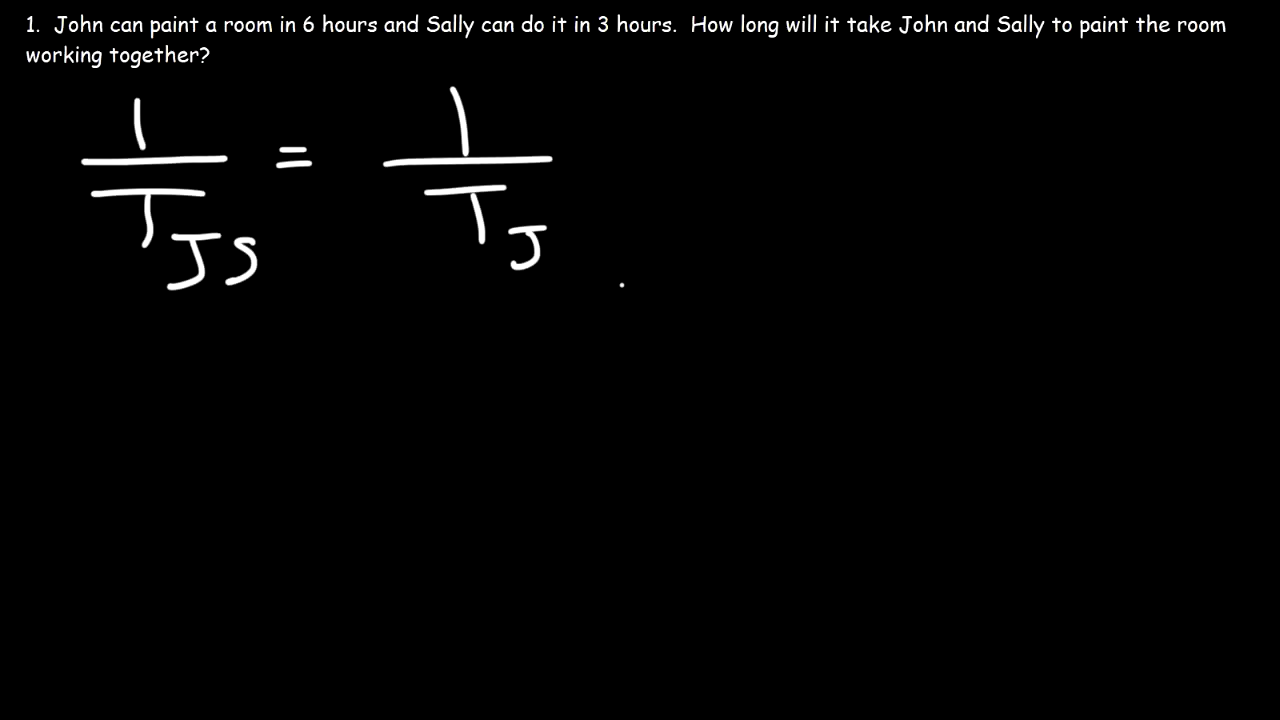 1. John can paint a room in 6 hours and Sally can do it in 3 hours. How long will it take John and Sally to paint the room
working together?
1 1
=
T_JS T_J